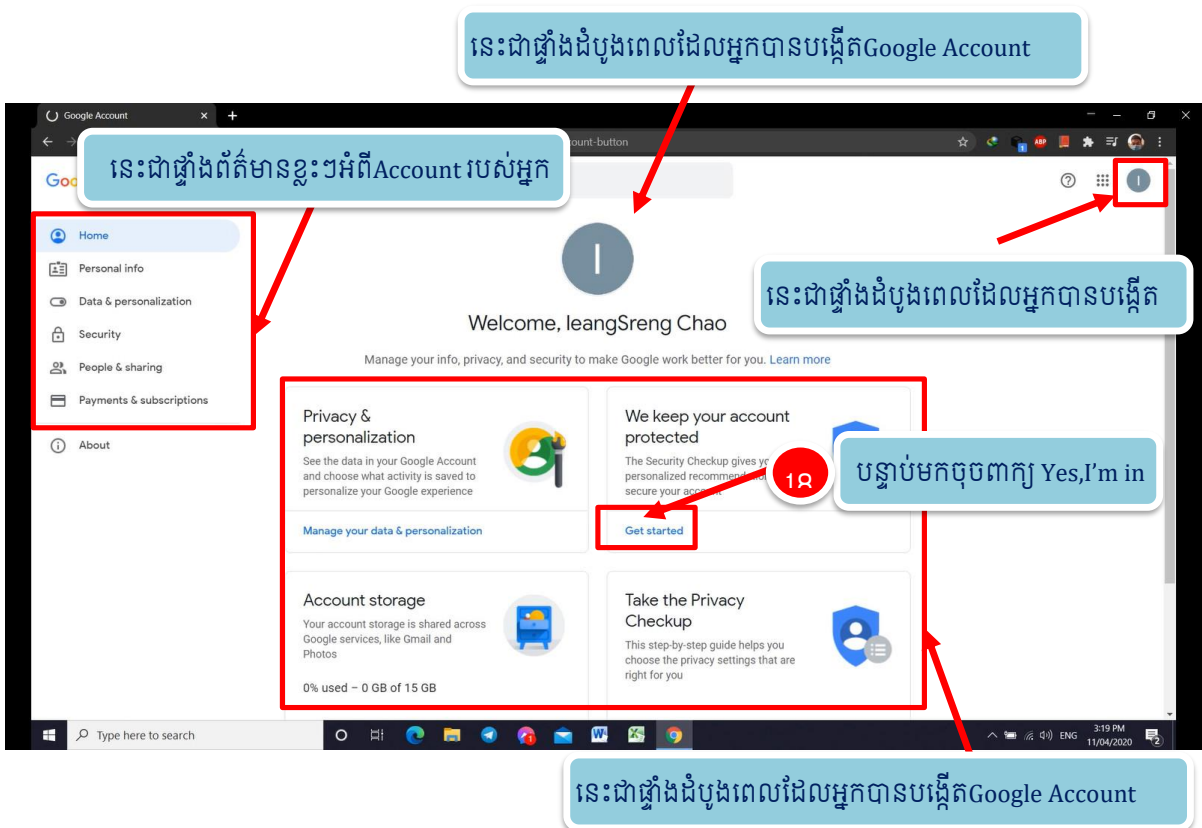 នេះជាផ្ទាំងដំបូងពេលដែលអ្នកបានបង្កើតGoogle Account
Google Account
ount-button
នេះជាផ្ទាំងព័ត៌មានខ្លះៗអំពីAccount របស់អ្នក
Goo
Home
Personal info
Data & personalization
Security
People & sharing
Payments & subscriptions
About
I
I
នេះជាផ្ទាំងដំបូងពេលដែលអ្នកបានបង្កើត
Welcome, leangSreng Chao
Manage your info, privacy, and security to make Google work better for you. Learn more
Privacy &
personalization
See the data in your Google Account
and choose what activity is saved to
personalize your Google experience
Manage your data & personalization
We keep your account
protected
The Security Checkup gives yo
personalized recommend
secure your account
Get started
18
បន្ទាប់មកចុចពាក្យ Yes,I’m in
Account storage
Your account storage is shared across
Google services, like Gmail and
Photos
0% used – 0 GB of 15 GB
Take the Privacy
Checkup
This step-by-step guide helps you
choose the privacy settings that are
right for you
Type here to search
ENG
3:19 PM
11/04/2020
នេះជាផ្ទាំងដំបូងពេលដែលអ្នកបានបង្កើតGoogle Account